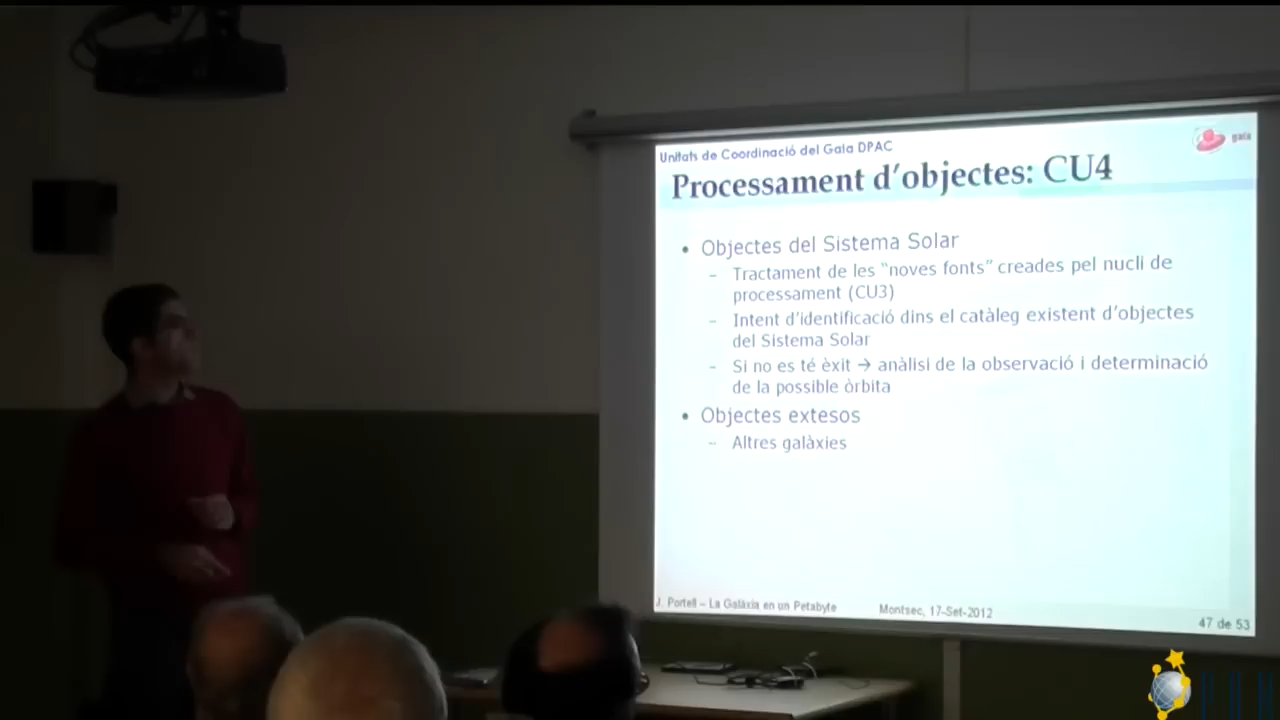 Unitats de Coordinació del Gaia DPAC
gaia
Processament d'objectes: CU4
• Objectes del Sistema Solar
– Tractament de les “noves fonts” creades pel nucli de
processament (CU3)
– Intent d'identificació dins el catàleg existent d'objectes
del Sistema Solar
– Si no es té èxit → anàlisi de la observació i determinació
de la possible òrbita
• Objectes extesos
– Altres galàxies
J. Portell – La Galàxia en un Petabyte
Montsec, 17-Set-2012
47 de 53